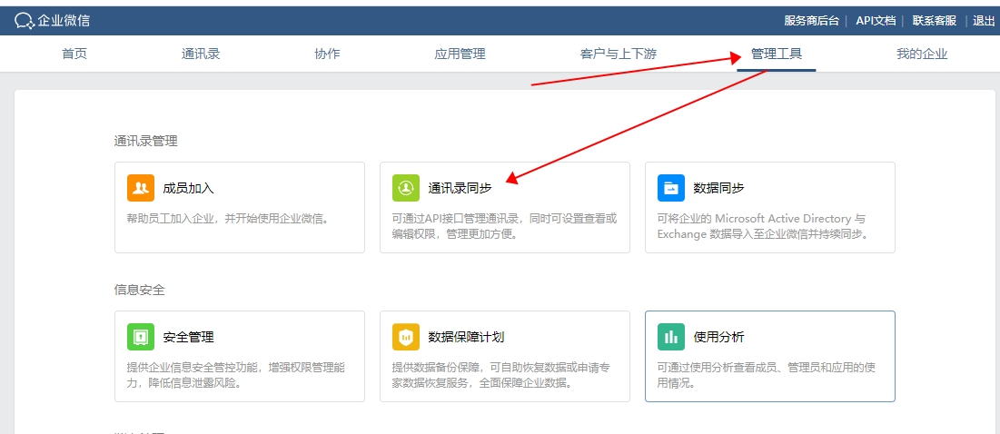 企业微信
服务商后台 | API文档 | 联系客服 | 退出
首页 通讯录 协作 应用管理 客户与上下游 管理工具 我的企业
通讯录管理
成员加入
帮助员工加入企业，并开始使用企业微信。
通讯录同步
可通过API接口管理通讯录，同时可设置查看或
编辑权限，管理更加方便。
数据同步
可将企业的 Microsoft Active Directory 与
Exchange 数据导入至企业微信并持续同步。
信息安全
安全管理
提供企业信息安全管控功能，增强权限管理能
力，降低信息泄露风险。
数据保障计划
提供数据备份保障，可自助恢复数据或申请专
家数据恢复服务，全面保障企业数据。
使用分析
可通过使用分析查看成员、管理员和应用的使
用情况。